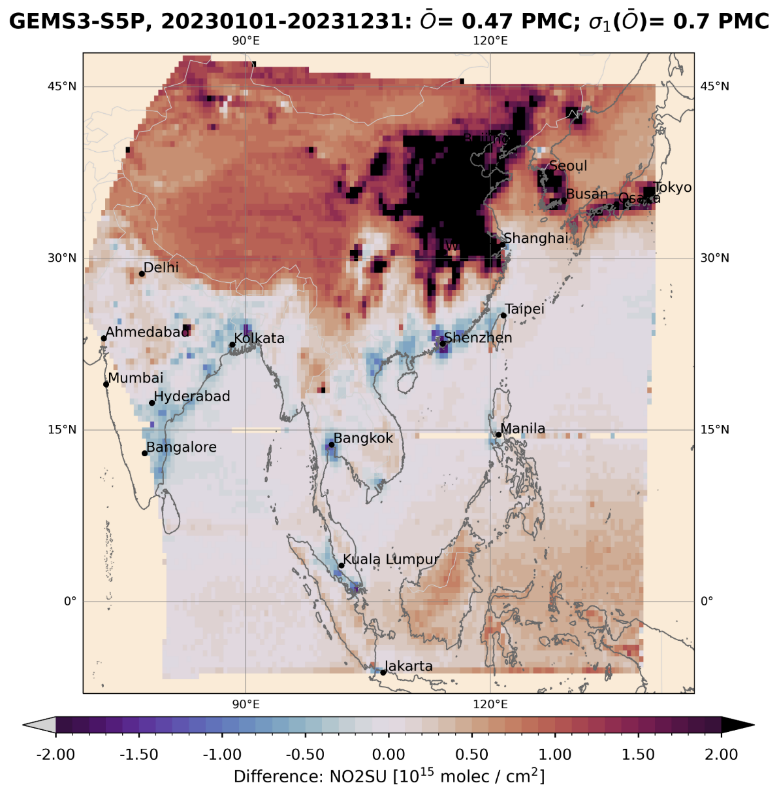 GEMS3-S5P, 20230101-20231231: Ō= 0.47 PMC; σ₁(Ō)= 0.7 PMC
90°E 120°E
45°N 45°N
Seoul
Tokyo
Busan
Osaka
Shanghai
30°N 30°N
Delhi
Taipei
Ahmedabad
Kolkata
Shenzhen
Mumbai
Hyderabad
15°N 15°N
Manila
Bangkok
Bangalore
Kuala Lumpur
0° 0°
Jakarta
90°E 120°E
-2.00 -1.50 -1.00 -0.50 0.00 0.50 1.00 1.50 2.00
Difference: NO2SU [10¹⁵ molec / cm²]